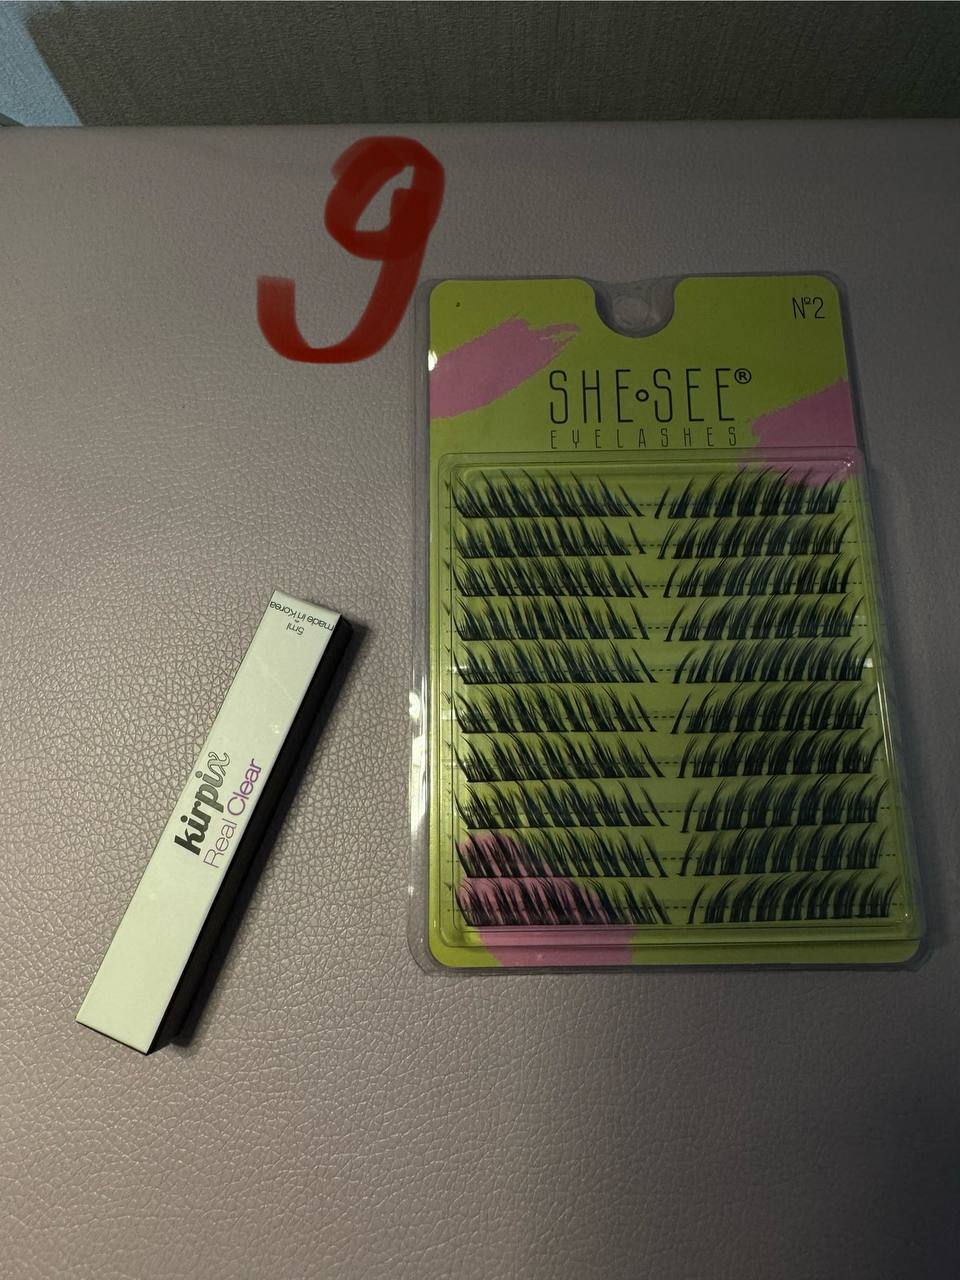 9
Nº2
SHE•SEE®
EYELASHES
kirpix
Real Clear
5ml
made in Korea